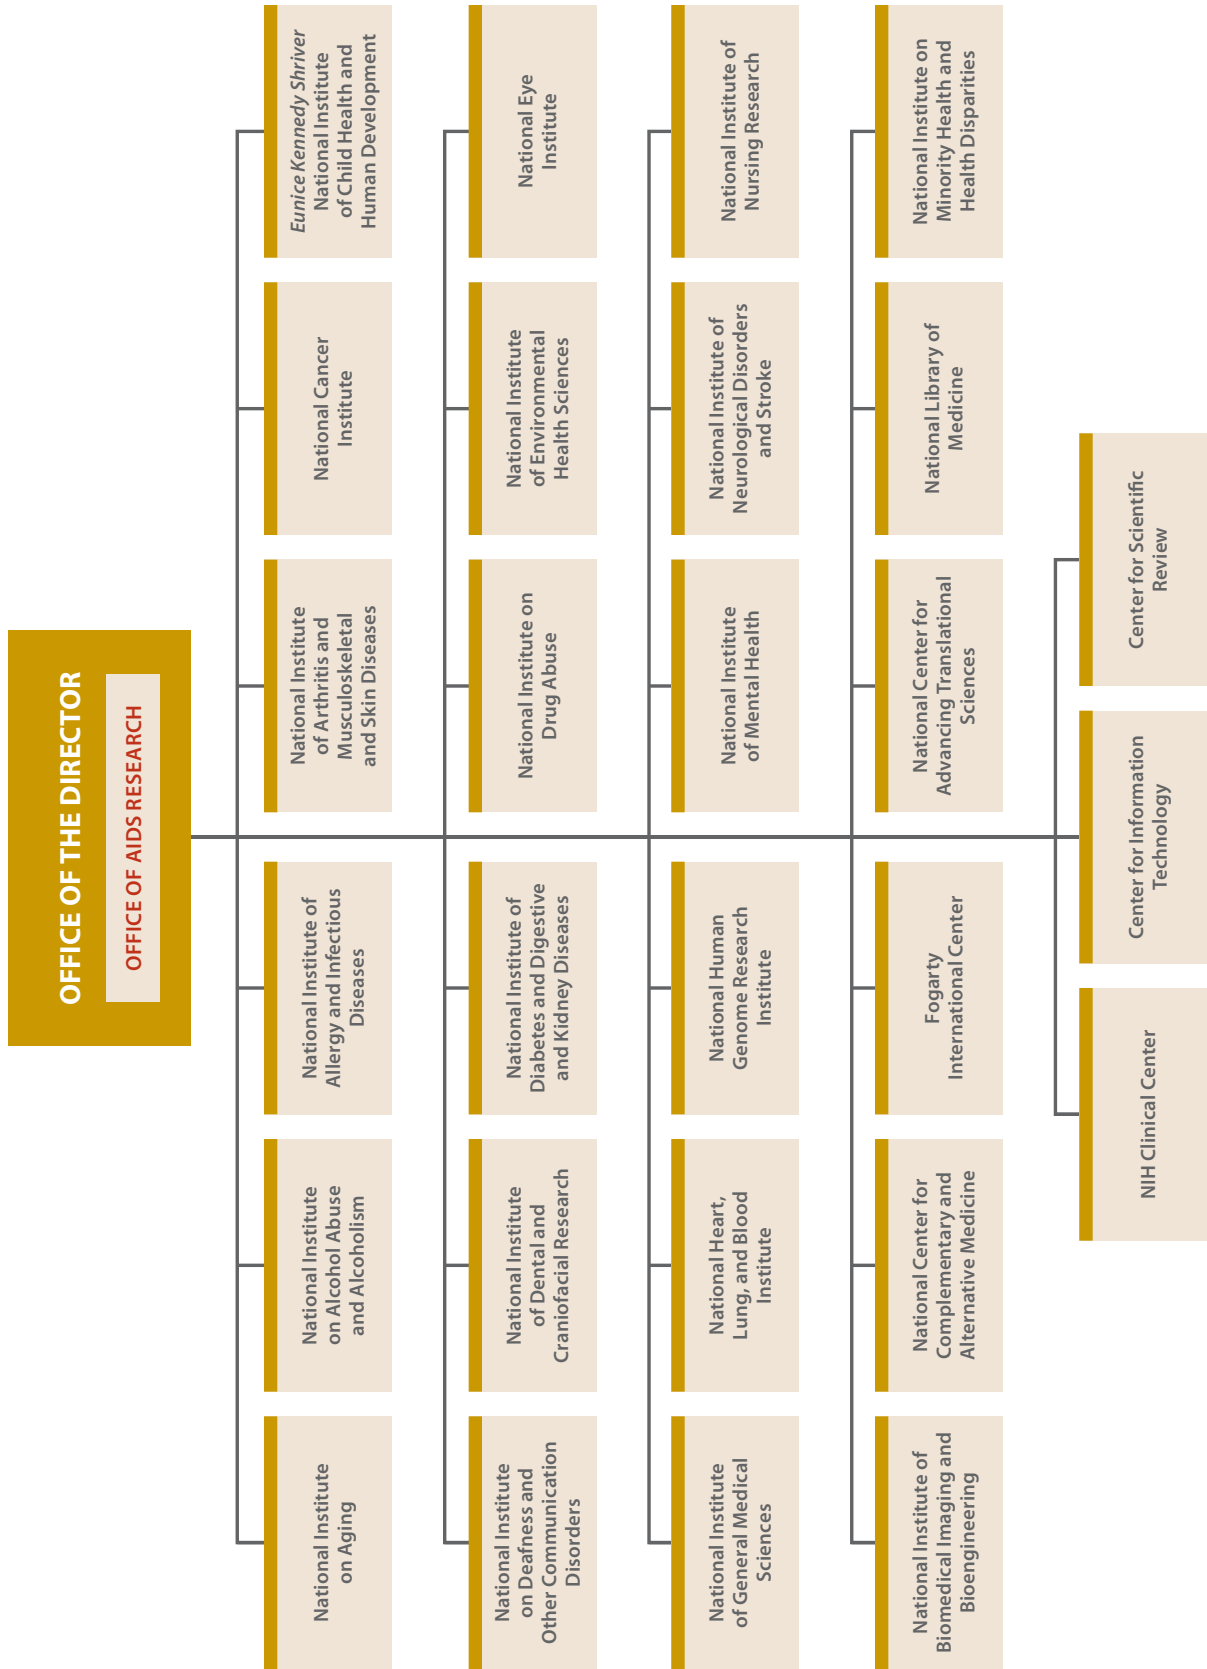 OFFICE OF THE DIRECTOR
OFFICE OF AIDS RESEARCH
National Institute
on Aging
National Institute
on Alcohol Abuse
and Alcoholism
National Institute of
Allergy and Infectious
Diseases
National Institute
of Arthritis and
Musculoskeletal
and Skin Diseases
National Cancer
Institute
Eunice Kennedy Shriver
National Institute
of Child Health and
Human Development
National Institute
on Deafness and
Other Communication
Disorders
National Institute
of Dental and
Craniofacial Research
National Institute of
Diabetes and Digestive
and Kidney Diseases
National Institute on
Drug Abuse
National Institute
of Environmental
Health Sciences
National Eye
Institute
National Institute
of General Medical
Sciences
National Heart,
Lung, and Blood
Institute
National Human
Genome Research
Institute
National Institute
of Mental Health
National Institute of
Neurological Disorders
and Stroke
National Institute of
Nursing Research
National Institute of
Biomedical Imaging and
Bioengineering
National Center for
Complementary and
Alternative Medicine
Fogarty
International Center
National Center for
Advancing Translational
Sciences
National Library of
Medicine
National Institute on
Minority Health and
Health Disparities
NIH Clinical Center
Center for Information
Technology
Center for Scientific
Review